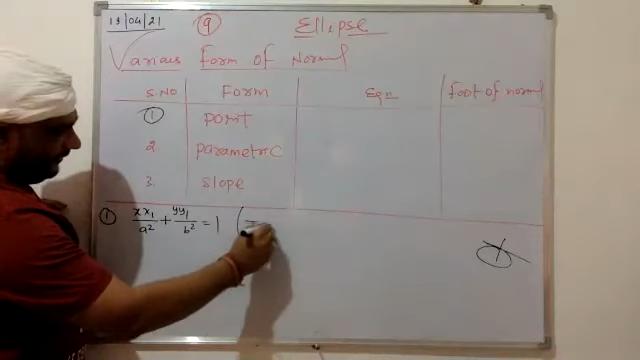 19/04/21 ⑨ Ellipse
Various Form of Normal
S.NO Form Eqn foot of normal
① point
2 parametric
3. slope
① xx₁/a² + yy₁/b² = 1 (